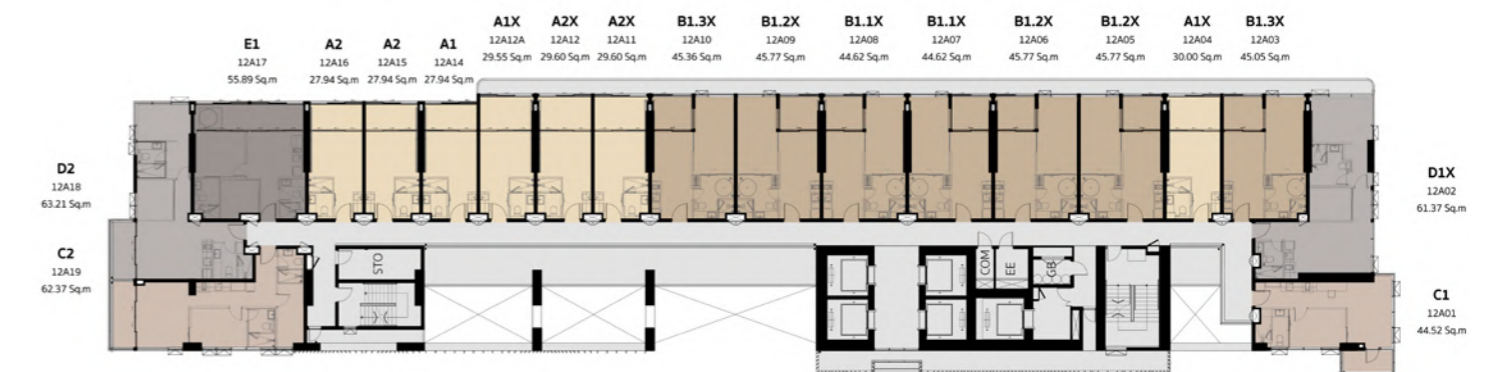 E1
12A17
55.89 Sq.m
A2
12A16
27.94 Sq.m
A2
12A15
27.94 Sq.m
A1
12A14
27.94 Sq.m
A1X
12A12A
29.55 Sq.m
A2X
12A12
29.60 Sq.m
A2X
12A11
29.60 Sq.m
B1.3X
12A10
45.36 Sq.m
B1.2X
12A09
45.77 Sq.m
B1.1X
12A08
44.62 Sq.m
B1.1X
12A07
44.62 Sq.m
B1.2X
12A06
45.77 Sq.m
B1.2X
12A05
45.77 Sq.m
A1X
12A04
30.00 Sq.m
B1.3X
12A03
45.05 Sq.m
D2
12A18
63.21 Sq.m
D1X
12A02
61.37 Sq.m
C2
12A19
62.37 Sq.m
STO
COM
EE
GB
C1
12A01
44.52 Sq.m